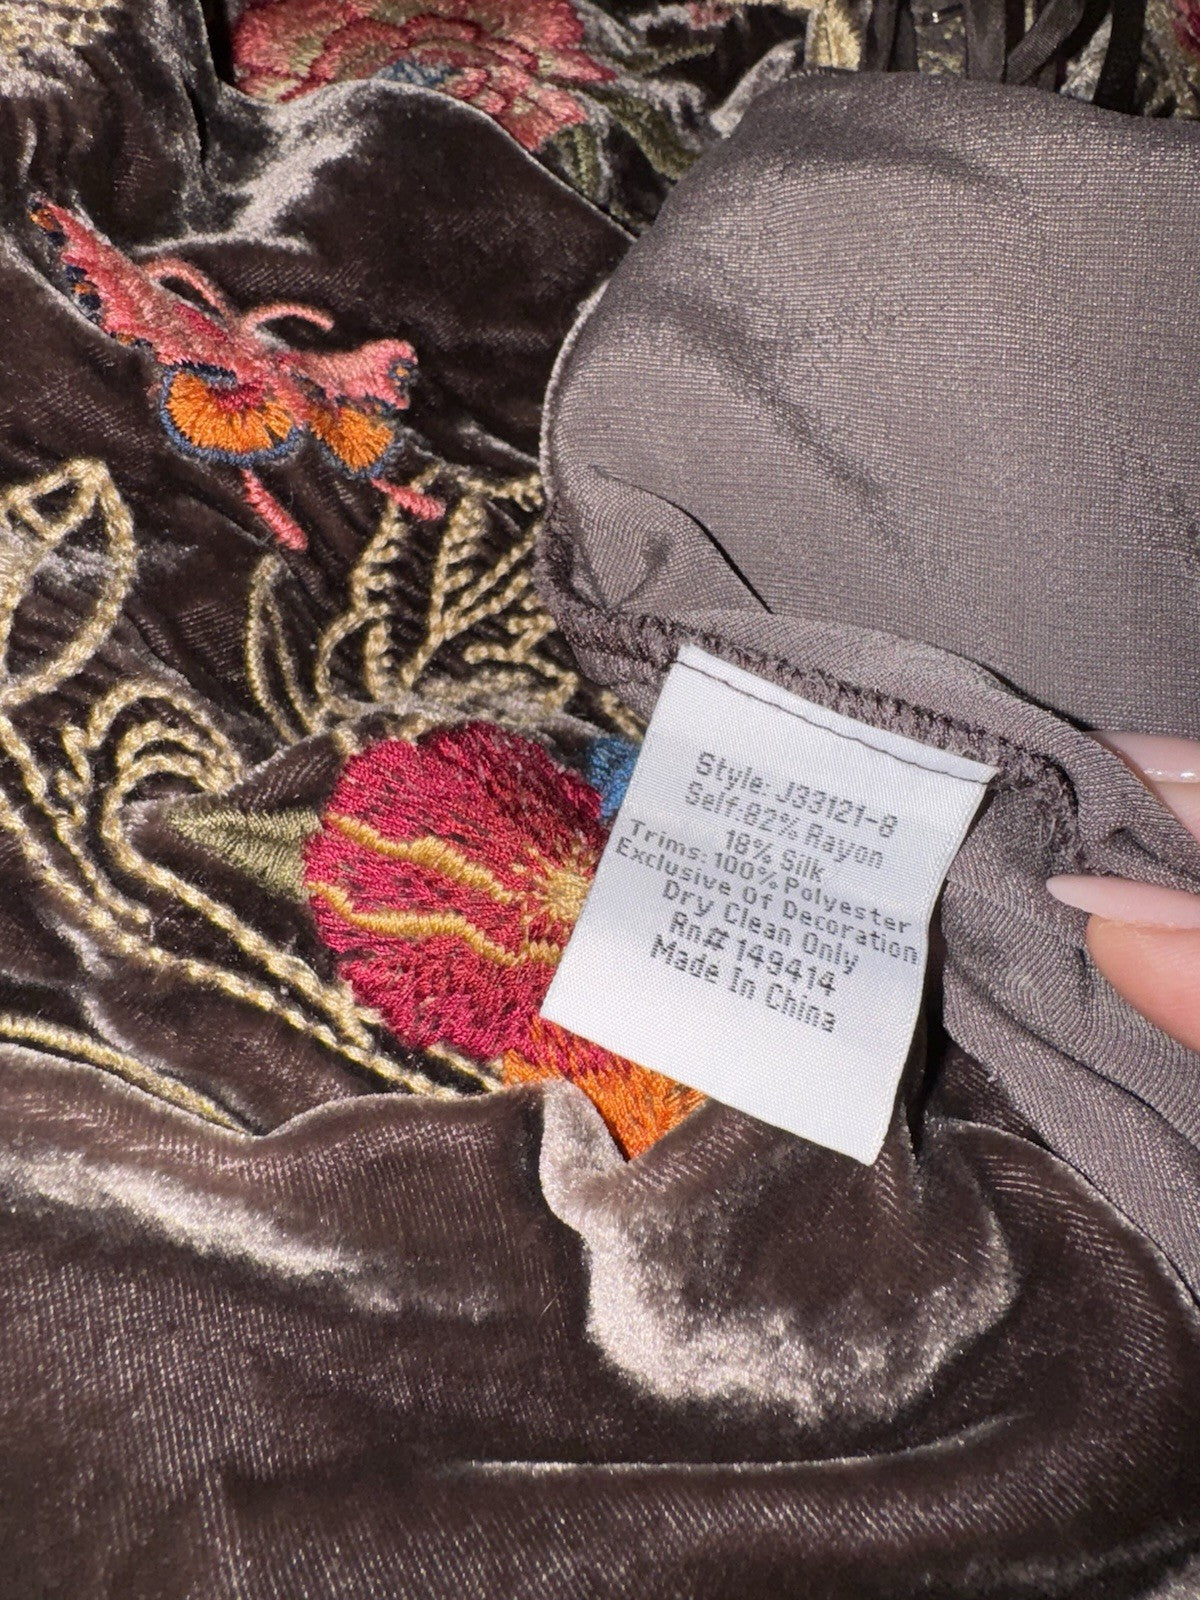 Style: J33121-8
Self:82% Rayon
18% Silk
Trims: 100% Polyester
Exclusive Of Decoration
Dry Clean Only
Rn# 149414
Made In China